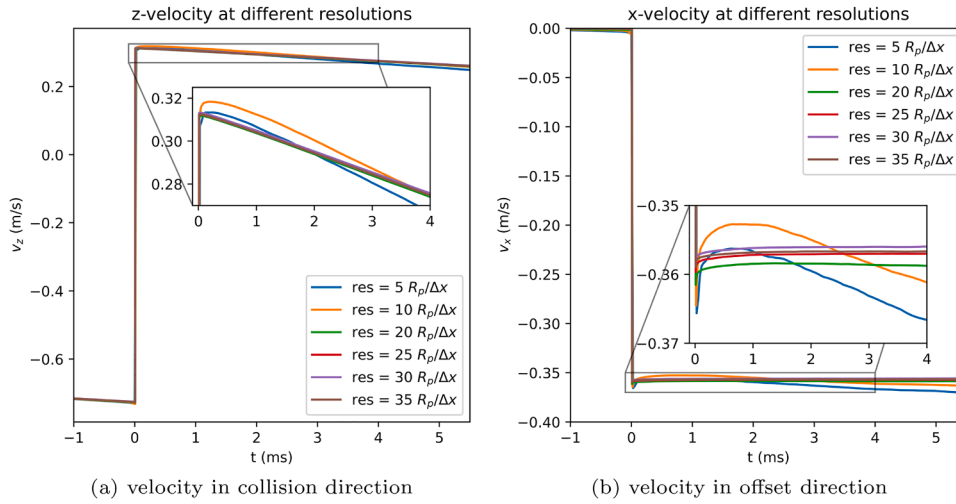 z-velocity at different resolutions
0.2
0.0
−0.2
−0.4
−0.6
v_z (m/s)
0.32
0.30
0.28
0 1 2 3 4
res = 5 R_p/Δx
res = 10 R_p/Δx
res = 20 R_p/Δx
res = 25 R_p/Δx
res = 30 R_p/Δx
res = 35 R_p/Δx
−1 0 1 2 3 4 5
t (ms)
(a) velocity in collision direction
x-velocity at different resolutions
0.00
−0.05
−0.10
−0.15
−0.20
−0.25
−0.30
−0.35
−0.40
v_x (m/s)
res = 5 R_p/Δx
res = 10 R_p/Δx
res = 20 R_p/Δx
res = 25 R_p/Δx
res = 30 R_p/Δx
res = 35 R_p/Δx
−0.35
−0.36
−0.37
0 1 2 3 4
−1 0 1 2 3 4 5
t (ms)
(b) velocity in offset direction